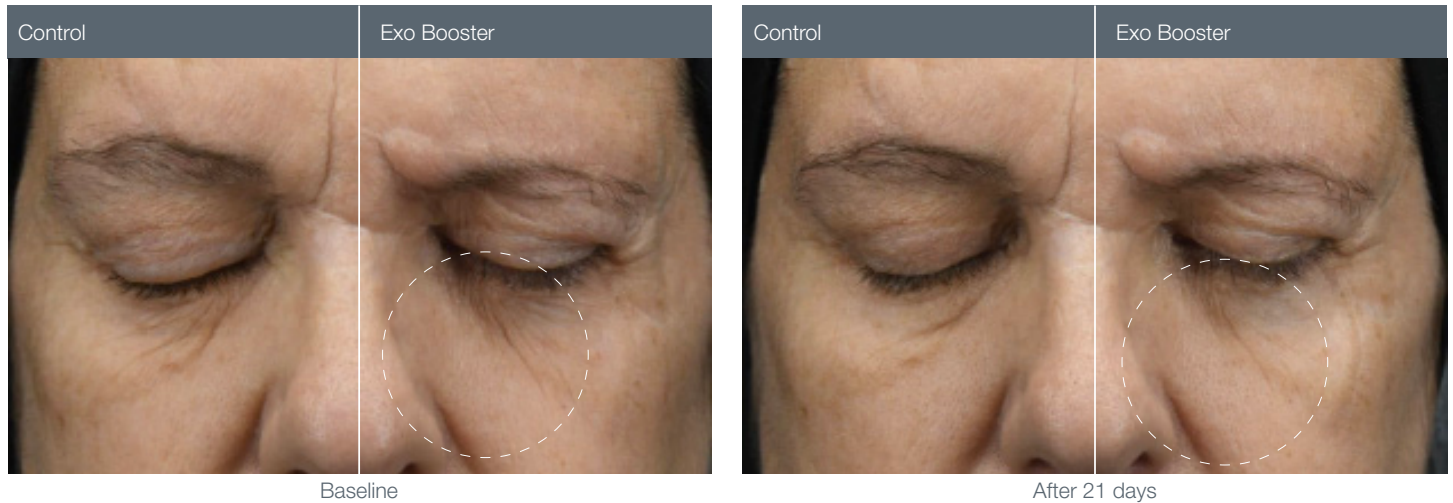 Control
Exo Booster
Control
Exo Booster
Baseline
After 21 days